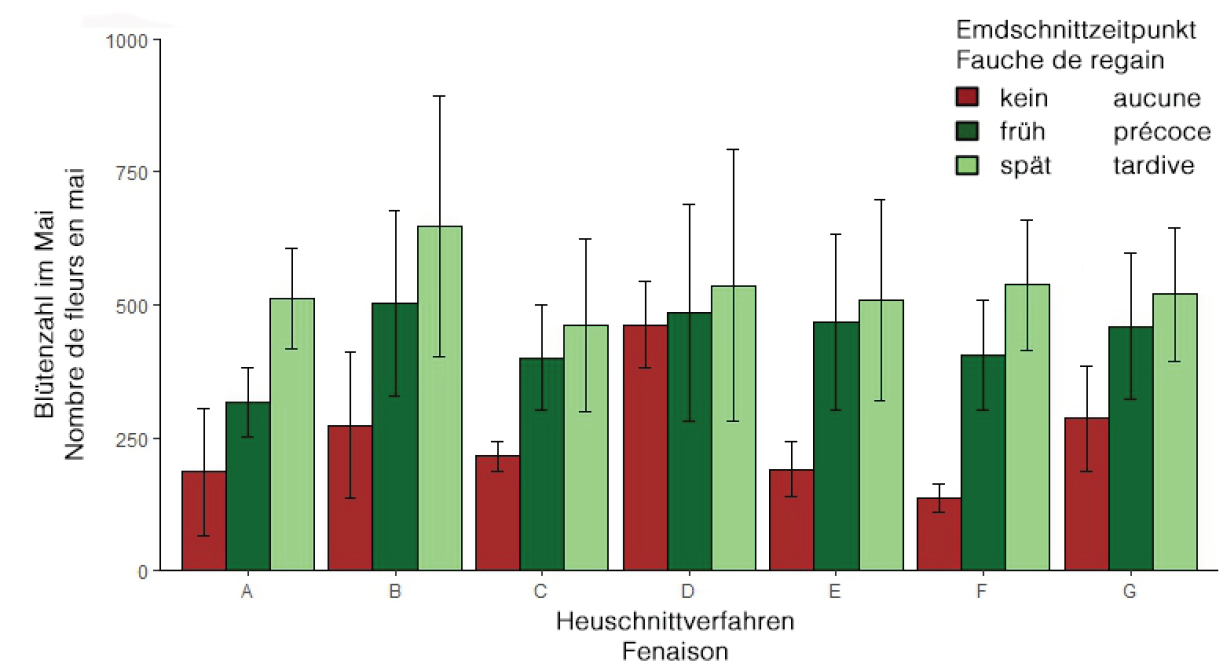 Emdschnittzeitpunkt
Fauche de regain
kein aucune
früh précoce
spät tardive
Blütenzahl im Mai
Nombre de fleurs en mai
1000
750
500
250
0
A B C D E F G
Heuschnittverfahren
Fenaison